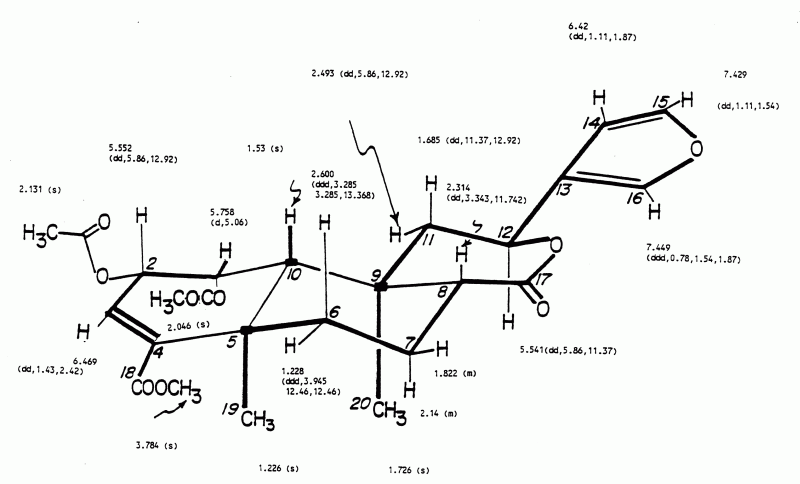 6.42
(dd,1.11,1.87)
2.493 (dd,5.86,12.92)
7.429
(dd,1.11,1.54)
H
15
H
14
5.552
(dd,5.86,12.92)
1.53 (s)
1.685 (dd,11.37,12.92)
O
2.600
(ddd,3.285
3.285,13.368)
H
2.314
(dd,3.343,11.742)
13
16
H
2.131 (s)
H
5.758
(d,5.06)
H
H
H3C
O
H
11
12
O
7.449
(ddd,0.78,1.54,1.87)
H
H
O
2
10
9
8
17
H3COCO
6
O
H
2.046 (s)
5
H
6.469
(dd,1.43,2.42)
4
H
7
H
5.541(dd,5.86,11.37)
18
COOCH3
1.228
(ddd,3.945
12.46,12.46)
1.822 (m)
H
19
CH3
20
CH3
2.14 (m)
3.784 (s)
1.226 (s)
1.726 (s)